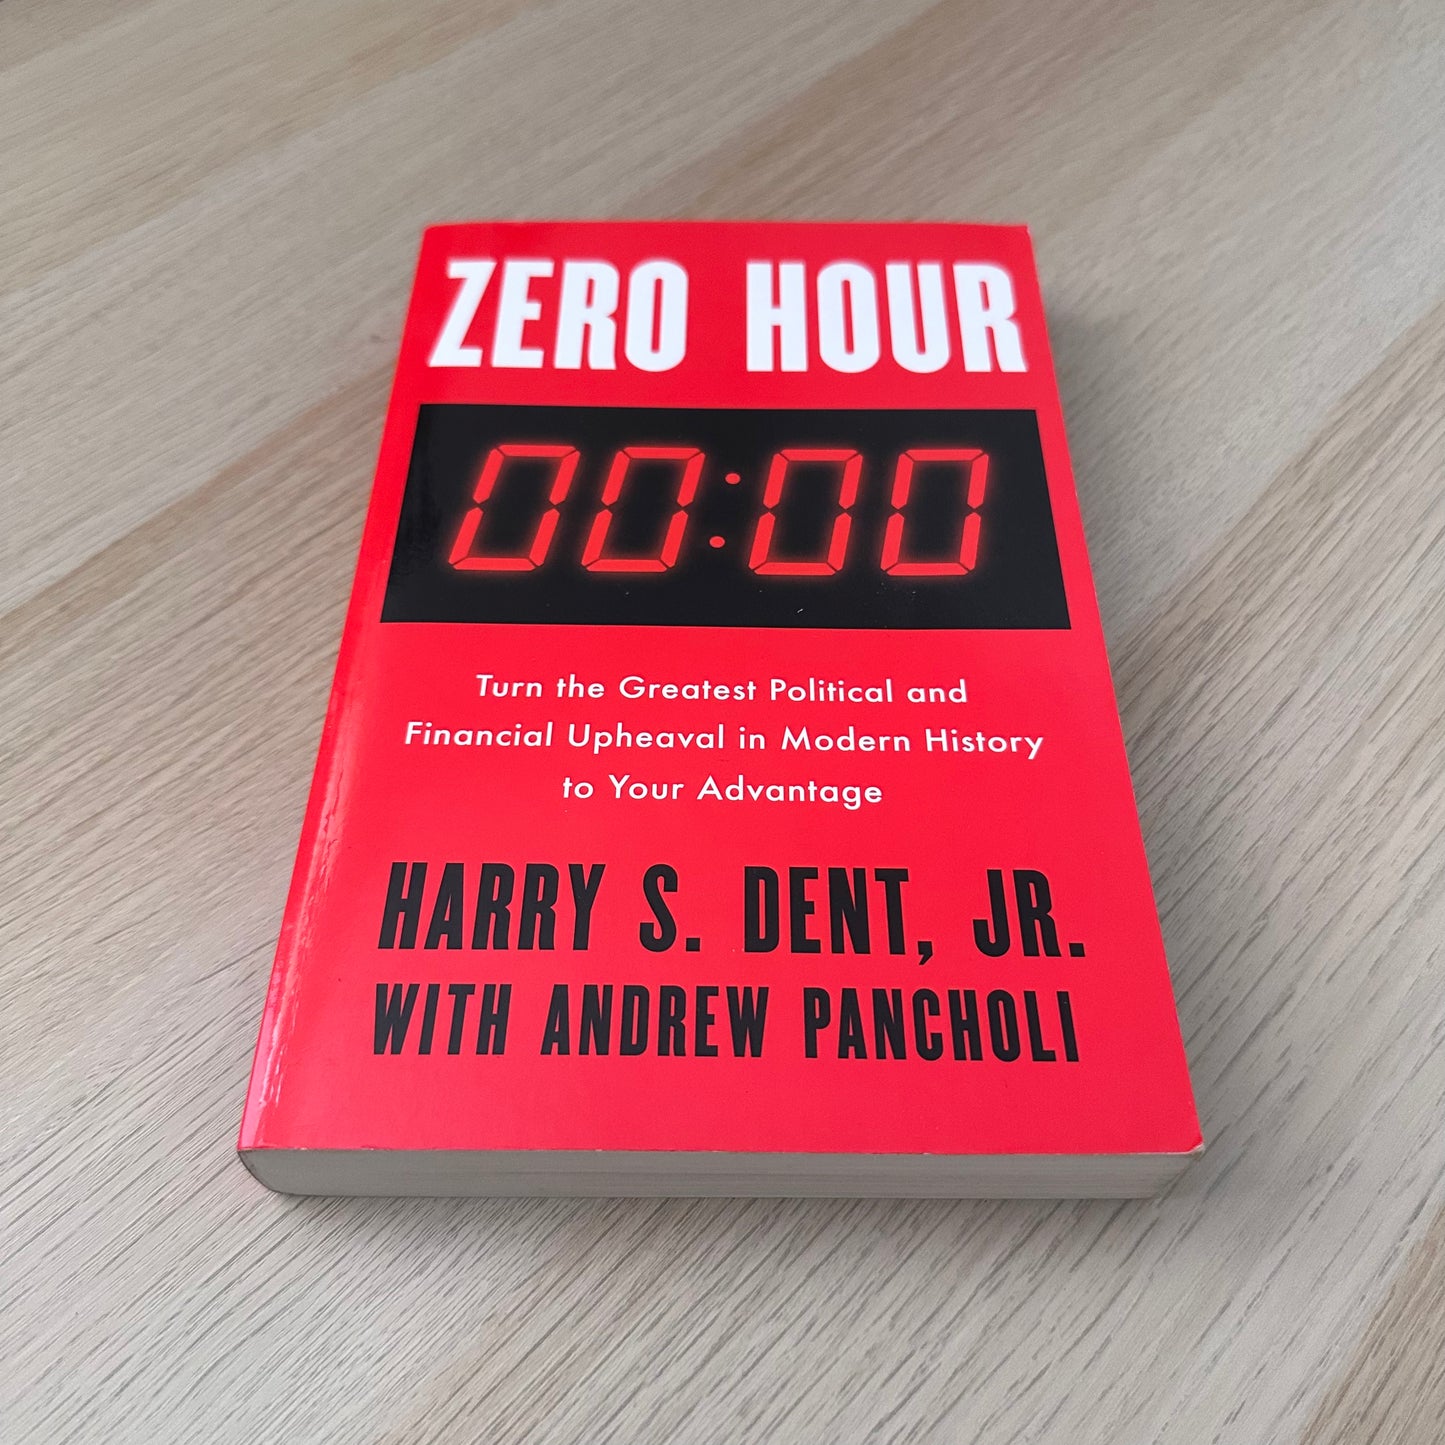 ZERO HOUR
00:00
Turn the Greatest Political and
Financial Upheaval in Modern History
to Your Advantage
HARRY S. DENT, JR.
WITH ANDREW PANCHOLI